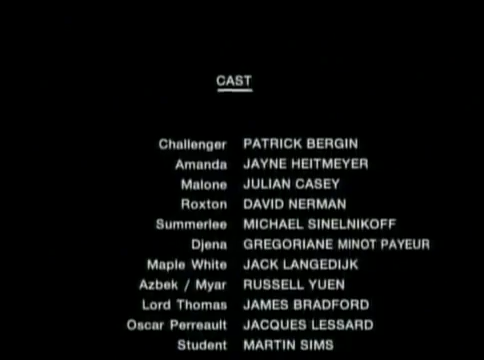 CAST
Challenger PATRICK BERGIN
Amanda JAYNE HEITMEYER
Malone JULIAN CASEY
Roxton DAVID NERMAN
Summerlee MICHAEL SINELNIKOFF
Djena GREGORIANE MINOT PAYEUR
Maple White JACK LANGEDIJK
Azbek / Myar RUSSELL YUEN
Lord Thomas JAMES BRADFORD
Oscar Perreault JACQUES LESSARD
Student MARTIN SIMS